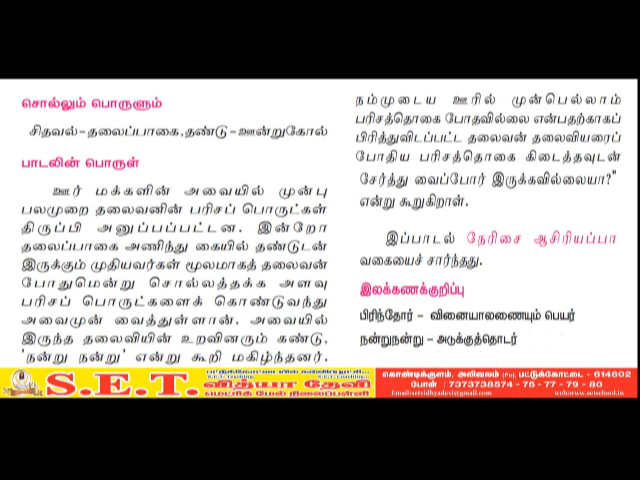 சொல்லும் பொருளும்
சிதவல்-தலைப்பாகை,தண்டு-ஊன்றுகோல்
பாடலின் பொருள்
ஊர் மக்களின் அவையில் முன்பு
பலமுறை தலைவனின் பரிசப் பொருட்கள்
திருப்பி அனுப்பப்பட்டன. இன்றோ
தலைப்பாகை அணிந்து கையில் தண்டுடன்
இருக்கும் முதியவர்கள் மூலமாகத் தலைவன்
போதுமென்று சொல்லத்தக்க அளவு
பரிசப் பொருட்களைக் கொண்டுவந்து
அவைமுன் வைத்துள்ளான். அவையில்
இருந்த தலைவியின் உறவினரும் கண்டு,
'நன்று நன்று' என்று கூறி மகிழ்ந்தனர்.
நம்முடைய ஊரில் முன்பெல்லாம்
பரிசத்தொகை போதவில்லை என்பதற்காகப்
பிரித்துவிடப்பட்ட தலைவன் தலைவியரைப்
போதிய பரிசத்தொகை கிடைத்தவுடன்
சேர்த்து வைப்போர் இருக்கவில்லையா?"
என்று கூறுகிறாள்.
இப்பாடல் நேரிசை ஆசிரியப்பா
வகையைச் சார்ந்தது.
இலக்கணக்குறிப்பு
பிரிந்தோர் – வினையாலணையும் பெயர்
நன்றுநன்று – அடுக்குத்தொடர்
S.E.T. வித்யா தேவி
மெட்ரிக் மேல் நிலைப்பள்ளி
கொண்டிக்குளம், அலிவலம் (Po), பட்டுக்கோட்டை - 614602
போன் : 7373738874 - 75 - 77 - 79 - 80